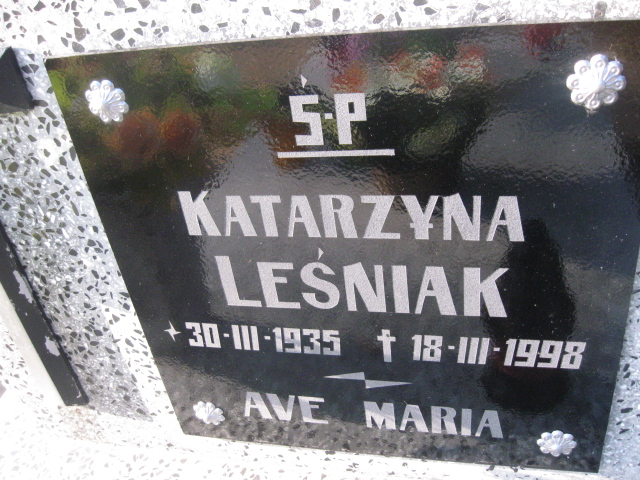 Ś-P
KATARZYNA
LEŚNIAK
30-III-1935 † 18-III-1998
AVE MARIA